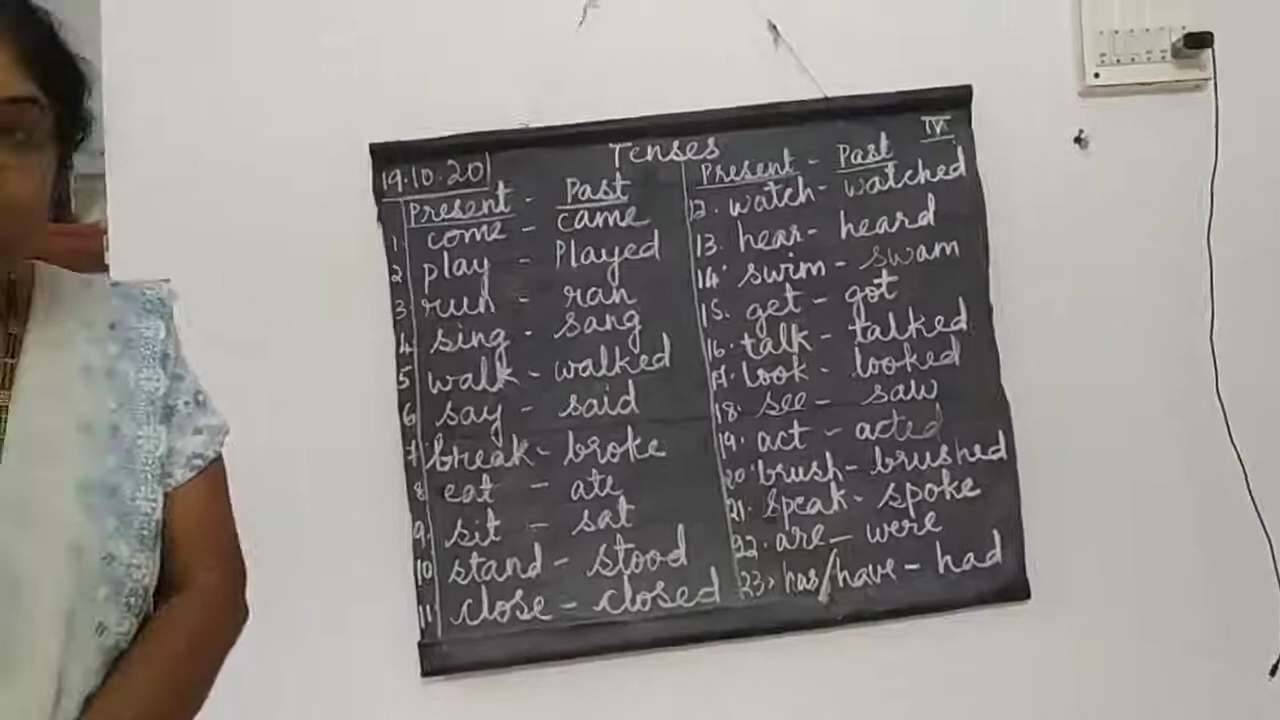 Tenses
IV
19.10.20
Present - Past
1. come - came
2 play - Played
3 run - ran
4 sing - sang
5 walk - walked
6 say - said
7 break - broke
8 eat - ate
9. sit - sat
10 stand - stood
11 close - closed
Present - Past
12. watch - watched
13. hear - heard
14. swim - swam
15. get - got
16. talk - talked
17. look - looked
18. see - saw
19. act - acted
20. brush - brushed
21. speak - spoke
22. are - were
23. has/have - had